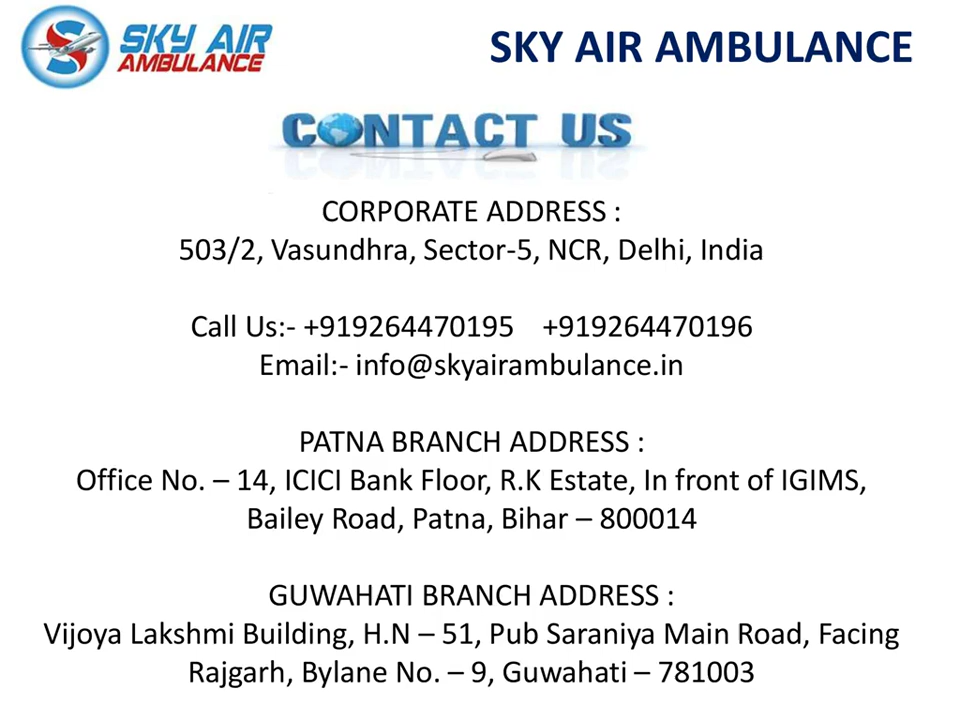 SKY AIR
AMBULANCE
SKY AIR AMBULANCE
CONTACT US
CORPORATE ADDRESS :
503/2, Vasundhra, Sector-5, NCR, Delhi, India
Call Us:- +919264470195 +919264470196
Email:- info@skyairambulance.in
PATNA BRANCH ADDRESS :
Office No. – 14, ICICI Bank Floor, R.K Estate, In front of IGIMS,
Bailey Road, Patna, Bihar – 800014
GUWAHATI BRANCH ADDRESS :
Vijoya Lakshmi Building, H.N – 51, Pub Saraniya Main Road, Facing
Rajgarh, Bylane No. – 9, Guwahati – 781003